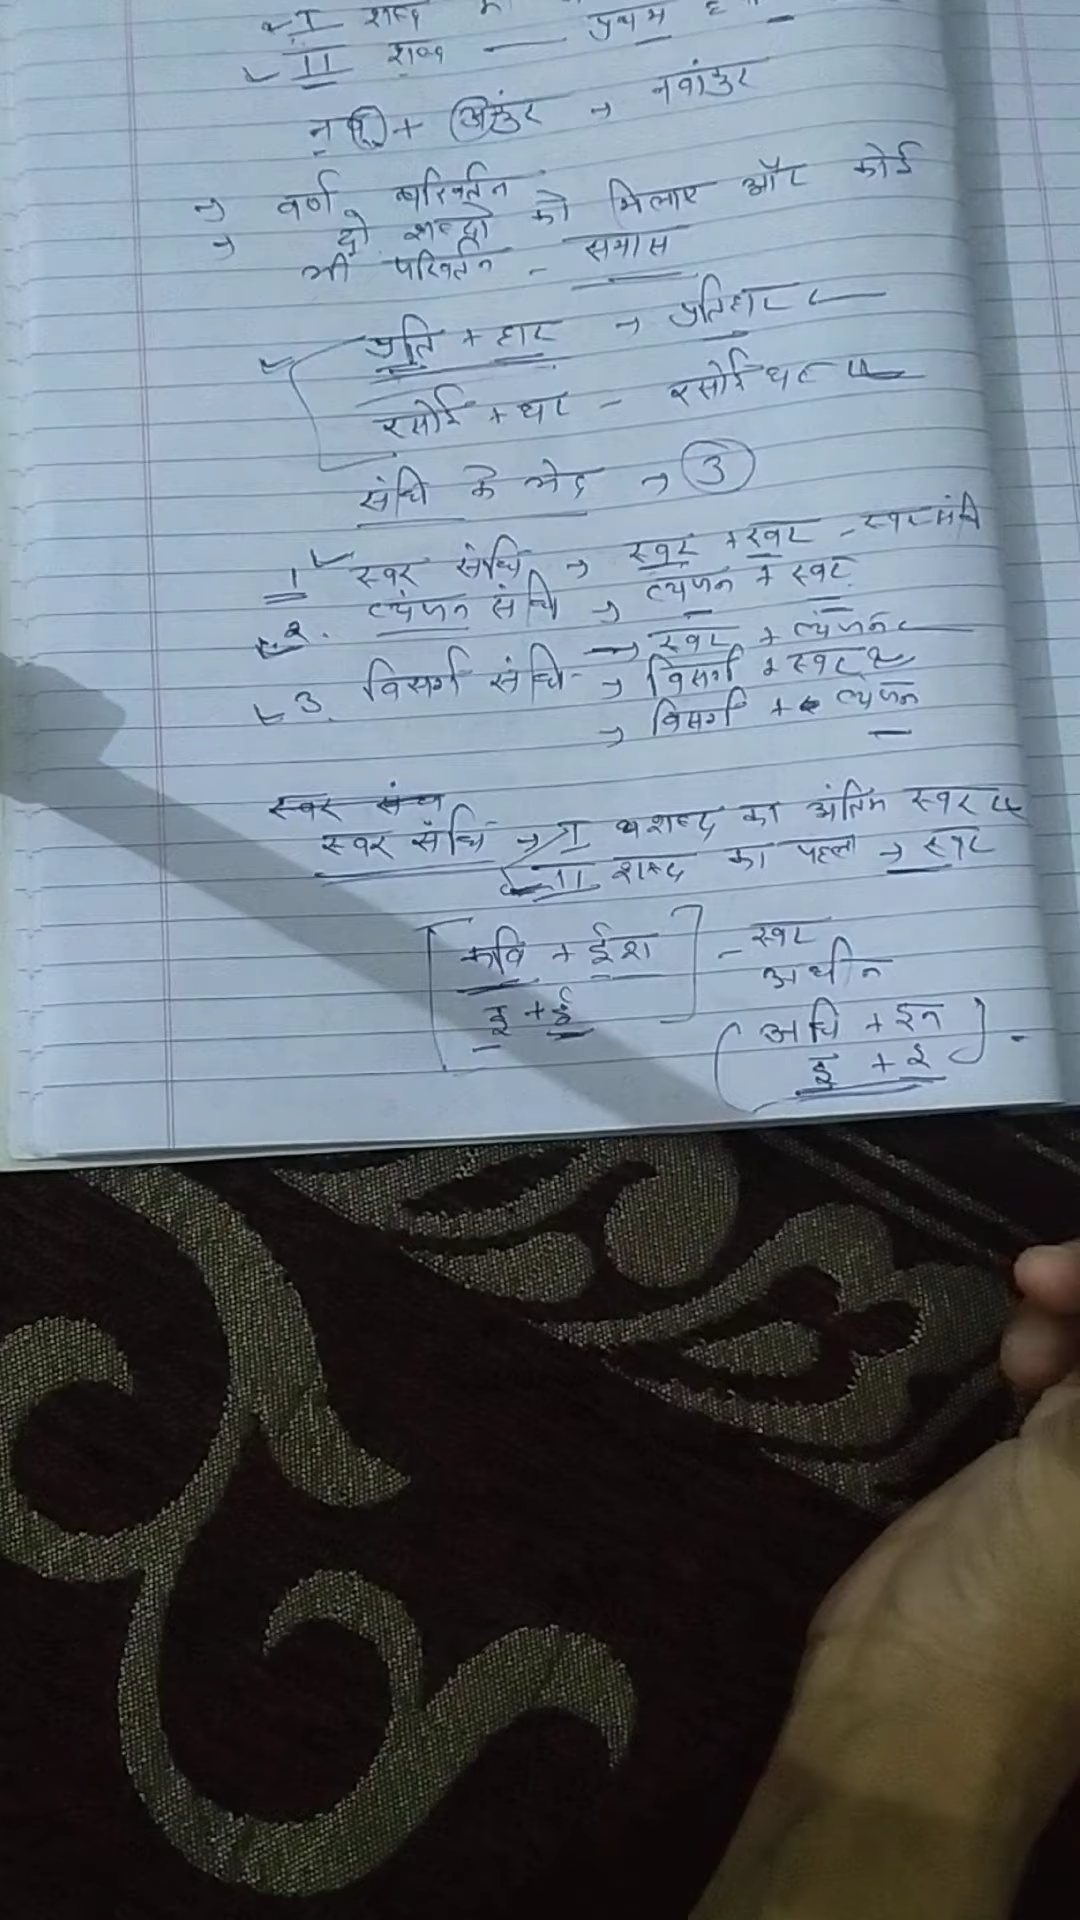 I शब्द
II शब्द — प्रथम
नव + अंकुर → नवांकुर
→ वर्ण परिवर्तन
→ दो शब्दो को मिलाए और कोई
भी परिवर्तन - समास
प्रति + हार → प्रतिहार
रसोई + घर - रसोईघर
संधि के भेद → 3
1 स्वर संधि → स्वर + स्वर - स्वर संधि
2. व्यंजन संधि → व्यंजन + स्वर
→ स्वर + व्यंजन
3. विसर्ग संधि → विसर्ग + स्वर
→ विसर्ग + व्यंजन
स्वर संध
स्वर संधि → I शब्द का अंतिम स्वर
II शब्द का पहला → स्वर
कवि + ईश - स्वर
इ + ई
अधीन
अधि + इन
इ + इ